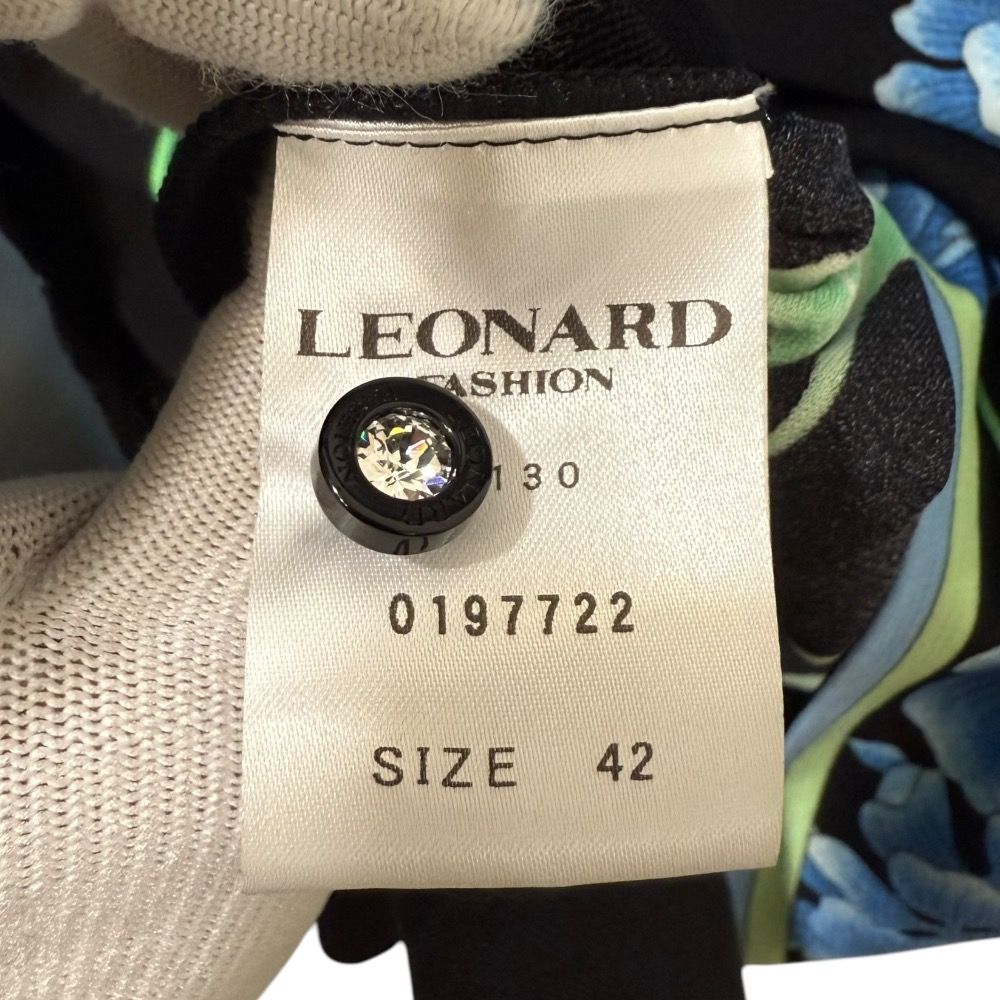 LEONARD
FASHION
130
0197722
SIZE 42